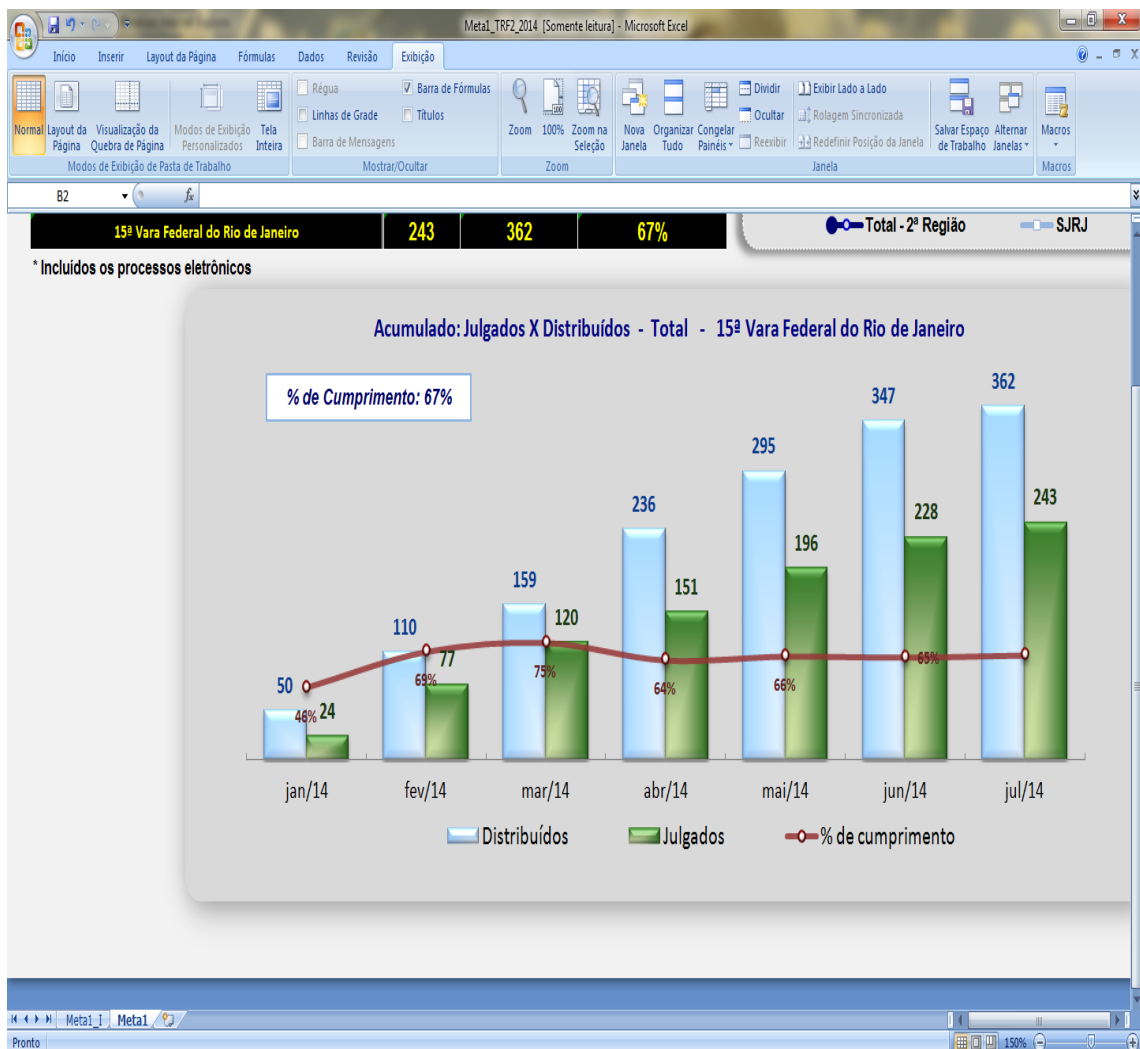 Meta1_TRF2_2014 [Somente leitura] - Microsoft Excel
Início Inserir Layout da Página Fórmulas Dados Revisão Exibição
Normal
Layout da Página
Visualização da Quebra de Página
Modos de Exibição Personalizados
Tela Inteira
Modos de Exibição de Pasta de Trabalho
Régua
Linhas de Grade
Barra de Mensagens
Barra de Fórmulas
Títulos
Mostrar/Ocultar
Zoom
100%
Zoom na Seleção
Zoom
Nova Janela
Organizar Tudo
Congelar Painéis
Dividir
Ocultar
Reexibir
Exibir Lado a Lado
Rolagem Sincronizada
Redefinir Posição da Janela
Salvar Espaço de Trabalho
Alternar Janelas
Janela
Macros
Macros
B2 fx
15ª Vara Federal do Rio de Janeiro 243 362 67%
Total - 2ª Região SJRJ
* Incluídos os processos eletrônicos
Acumulado: Julgados X Distribuídos - Total - 15ª Vara Federal do Rio de Janeiro
% de Cumprimento: 67%
50 110 159 236 295 347 362
24 77 120 151 196 228 243
46% 69% 75% 64% 66% 65%
jan/14 fev/14 mar/14 abr/14 mai/14 jun/14 jul/14
Distribuídos Julgados % de cumprimento
Meta1_I Meta1
Pronto 150%